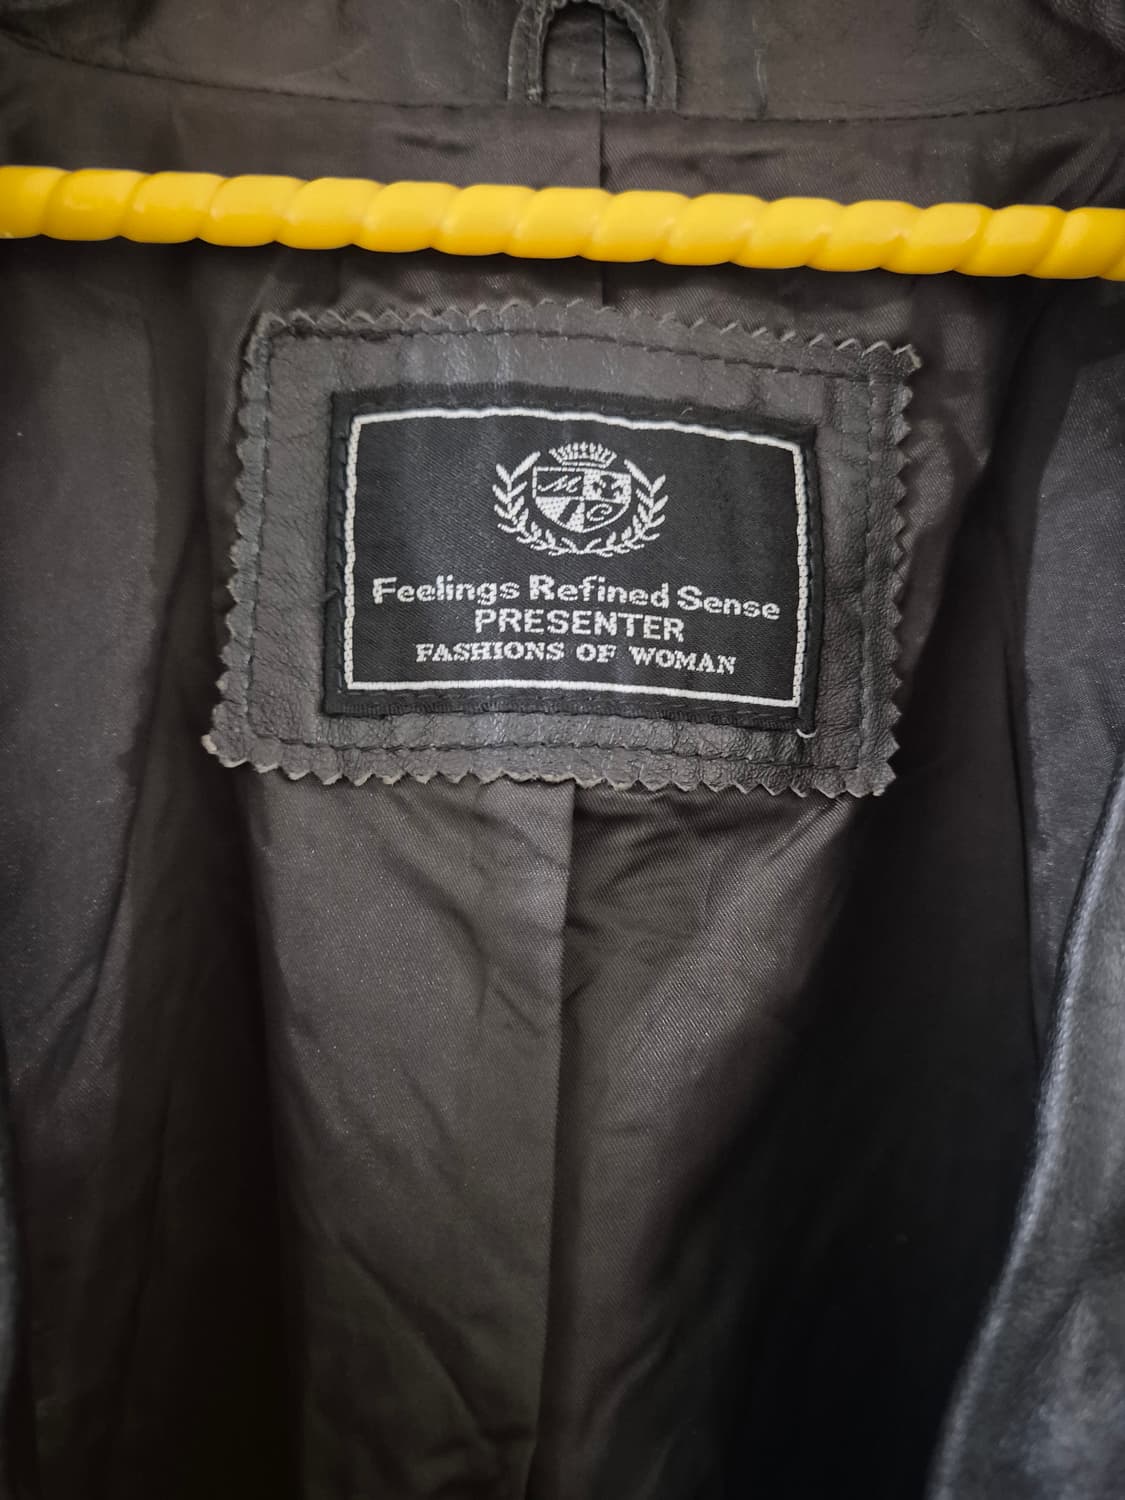 M
C
Feelings Refined Sense
PRESENTER
FASHIONS OF WOMAN